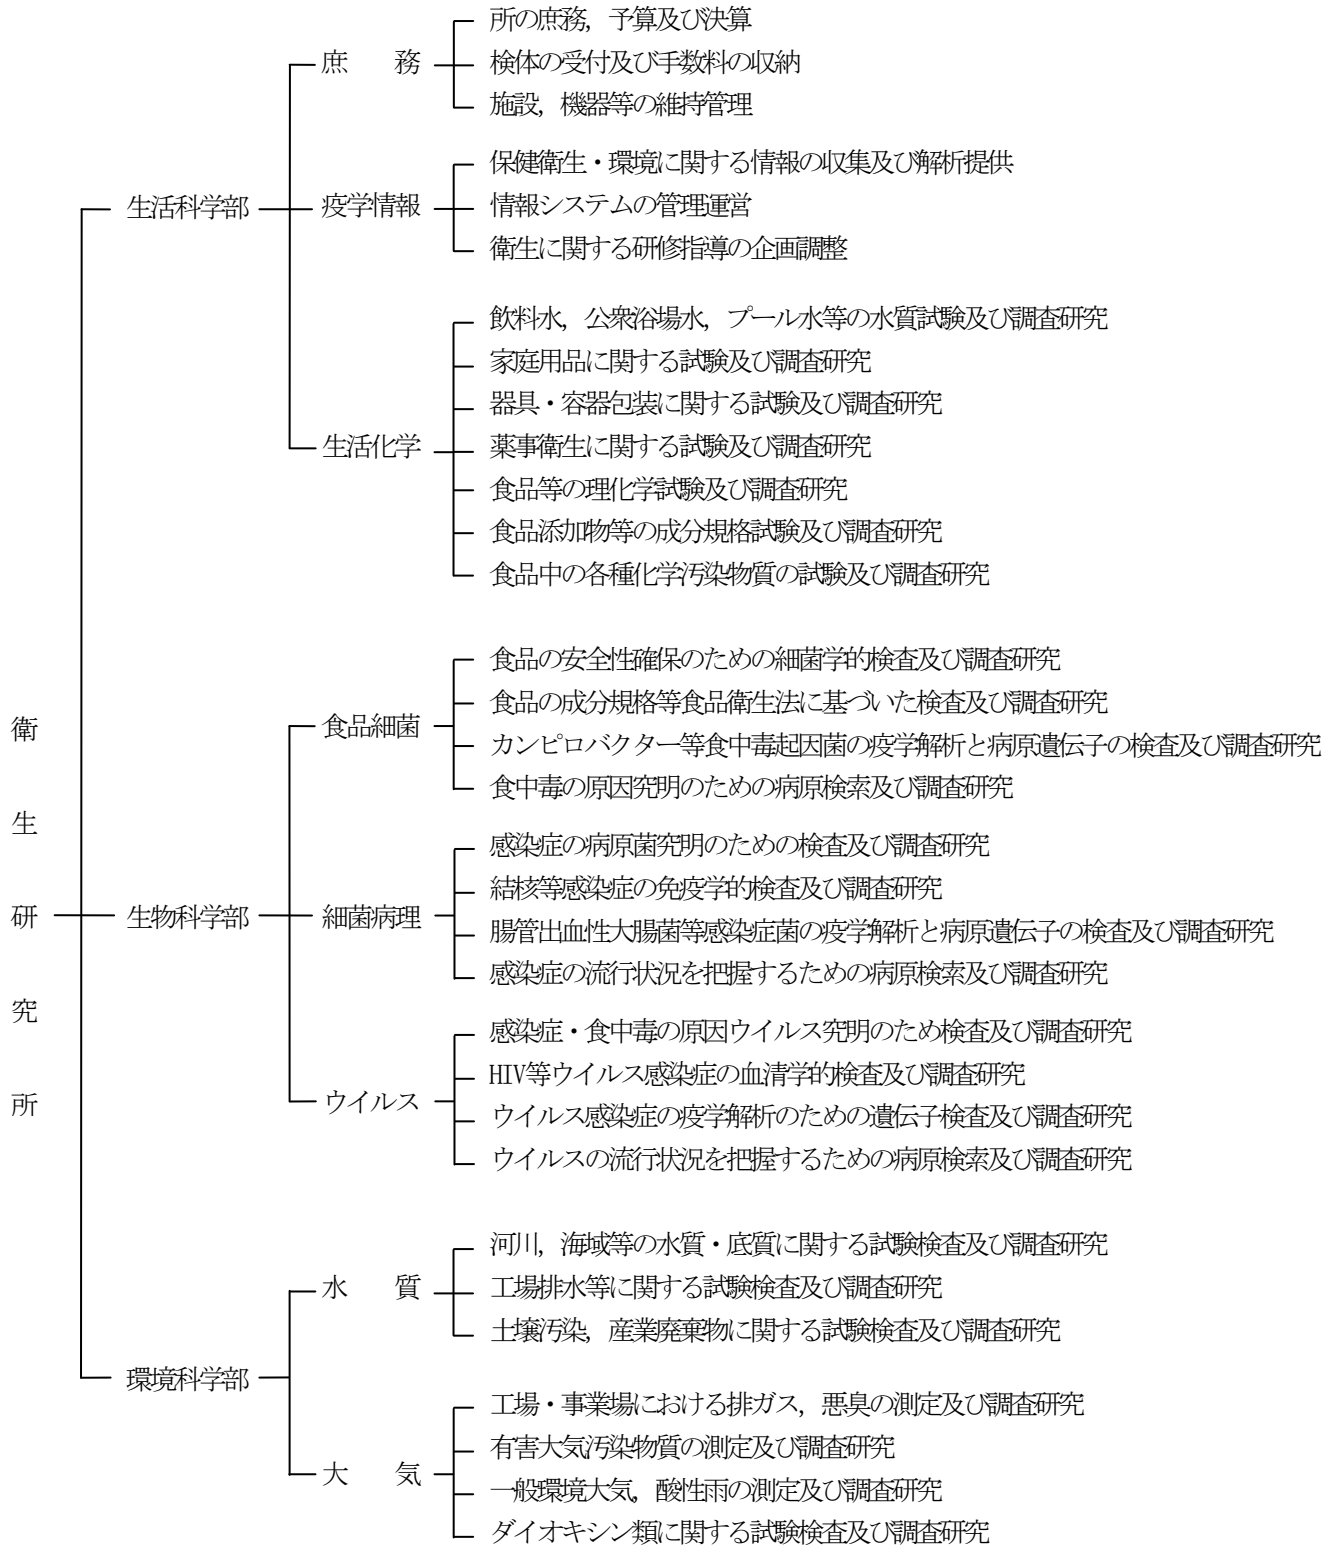 衛生研究所
生活科学部
庶　務
所の庶務，予算及び決算
検体の受付及び手数料の収納
施設，機器等の維持管理
疫学情報
保健衛生・環境に関する情報の収集及び解析提供
情報システムの管理運営
衛生に関する研修指導の企画調整
生活化学
飲料水，公衆浴場水，プール水等の水質試験及び調査研究
家庭用品に関する試験及び調査研究
器具・容器包装に関する試験及び調査研究
薬事衛生に関する試験及び調査研究
食品等の理化学試験及び調査研究
食品添加物等の成分規格試験及び調査研究
食品中の各種化学汚染物質の試験及び調査研究
生物科学部
食品細菌
食品の安全性確保のための細菌学的検査及び調査研究
食品の成分規格等食品衛生法に基づいた検査及び調査研究
カンピロバクター等食中毒起因菌の疫学解析と病原遺伝子の検査及び調査研究
食中毒の原因究明のための病原検索及び調査研究
細菌病理
感染症の病原菌究明のための検査及び調査研究
結核等感染症の免疫学的検査及び調査研究
腸管出血性大腸菌等感染症菌の疫学解析と病原遺伝子の検査及び調査研究
感染症の流行状況を把握するための病原検索及び調査研究
ウイルス
感染症・食中毒の原因ウイルス究明のため検査及び調査研究
HIV等ウイルス感染症の血清学的検査及び調査研究
ウイルス感染症の疫学解析のための遺伝子検査及び調査研究
ウイルスの流行状況を把握するための病原検索及び調査研究
環境科学部
水　質
河川，海域等の水質・底質に関する試験検査及び調査研究
工場排水等に関する試験検査及び調査研究
土壌汚染，産業廃棄物に関する試験検査及び調査研究
大　気
工場・事業場における排ガス，悪臭の測定及び調査研究
有害大気汚染物質の測定及び調査研究
一般環境大気，酸性雨の測定及び調査研究
ダイオキシン類に関する試験検査及び調査研究